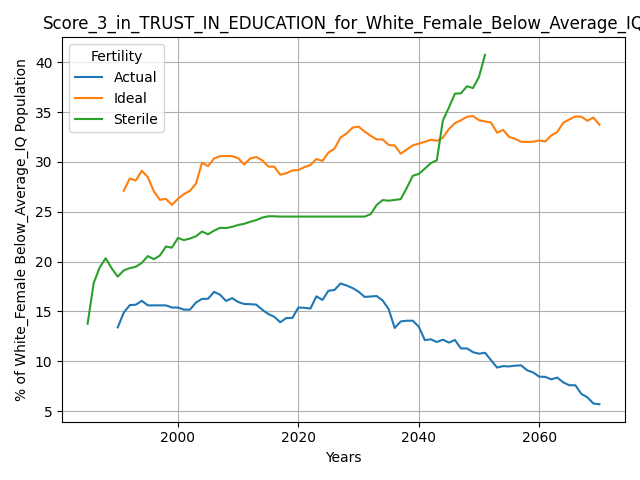 Score_3_in_TRUST_IN_EDUCATION_for_White_Female_Below_Average_IQ
Fertility
Actual
Ideal
Sterile
% of White_Female Below_Average_IQ Population
40
35
30
25
20
15
10
5
2000
2020
2040
2060
Years